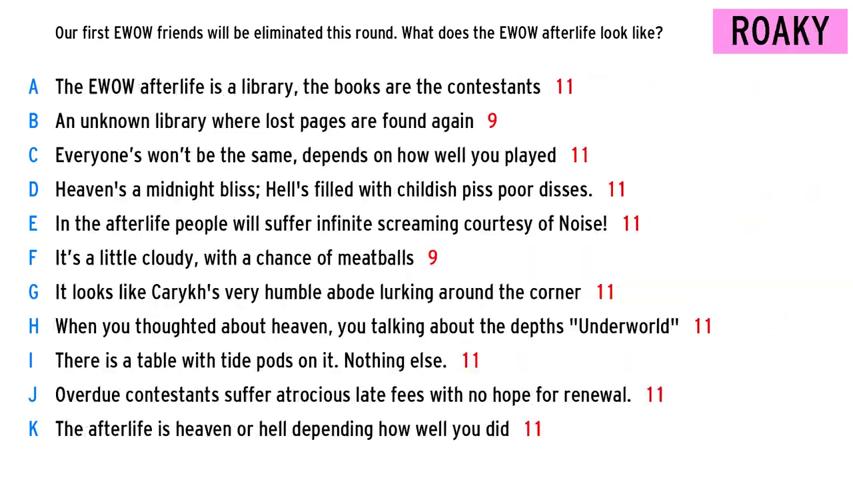 Our first EWOW friends will be eliminated this round. What does the EWOW afterlife look like?
ROAKY
A The EWOW afterlife is a library, the books are the contestants 11
B An unknown library where lost pages are found again 9
C Everyone's won't be the same, depends on how well you played 11
D Heaven's a midnight bliss; Hell's filled with childish piss poor disses. 11
E In the afterlife people will suffer infinite screaming courtesy of Noise! 11
F It's a little cloudy, with a chance of meatballs 9
G It looks like Carykh's very humble abode lurking around the corner 11
H When you thoughted about heaven, you talking about the depths "Underworld" 11
I There is a table with tide pods on it. Nothing else. 11
J Overdue contestants suffer atrocious late fees with no hope for renewal. 11
K The afterlife is heaven or hell depending how well you did 11